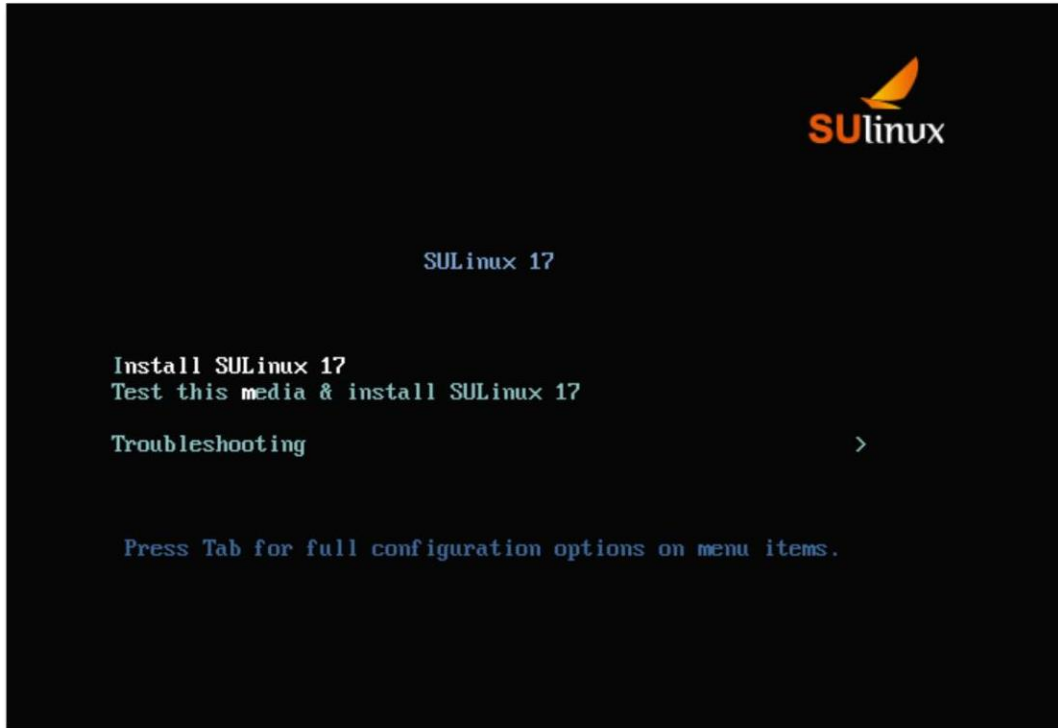 SUlinux
SULinux 17
Install SULinux 17
Test this media & install SULinux 17
Troubleshooting >
Press Tab for full configuration options on menu items.